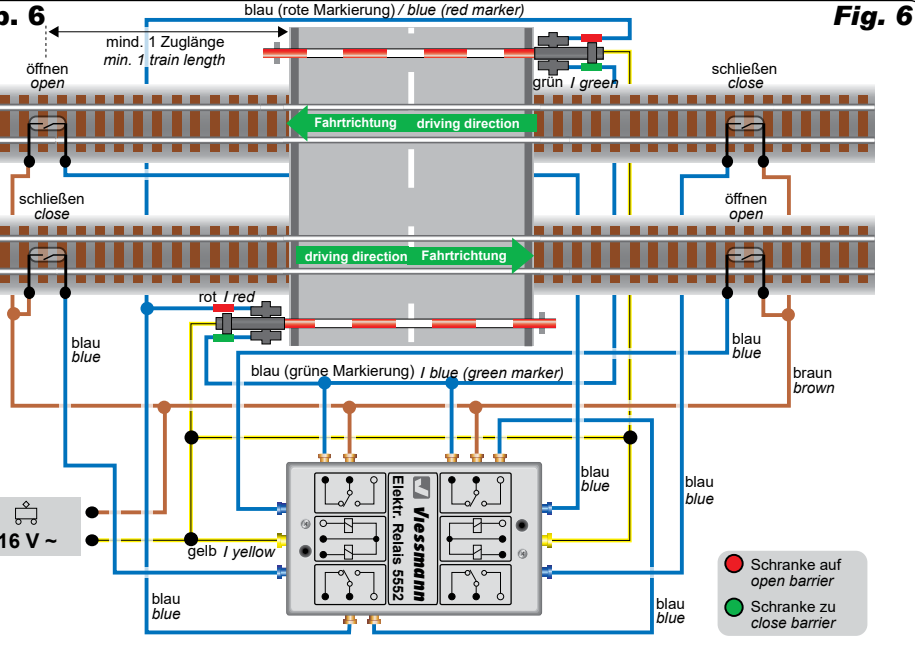 b. 6
Fig. 6
blau (rote Markierung) / blue (red marker)
mind. 1 Zuglänge
min. 1 train length
öffnen
open
grün / green
schließen
close
Fahrtrichtung driving direction
schließen
close
öffnen
open
driving direction Fahrtrichtung
rot / red
blau
blue
blau
blue
blau (grüne Markierung) / blue (green marker)
braun
brown
blau
blue
blau
blue
16 V ~
gelb / yellow
Elektr. Relais 5552
Viessmann
blau
blue
blau
blue
Schranke auf
open barrier
Schranke zu
close barrier